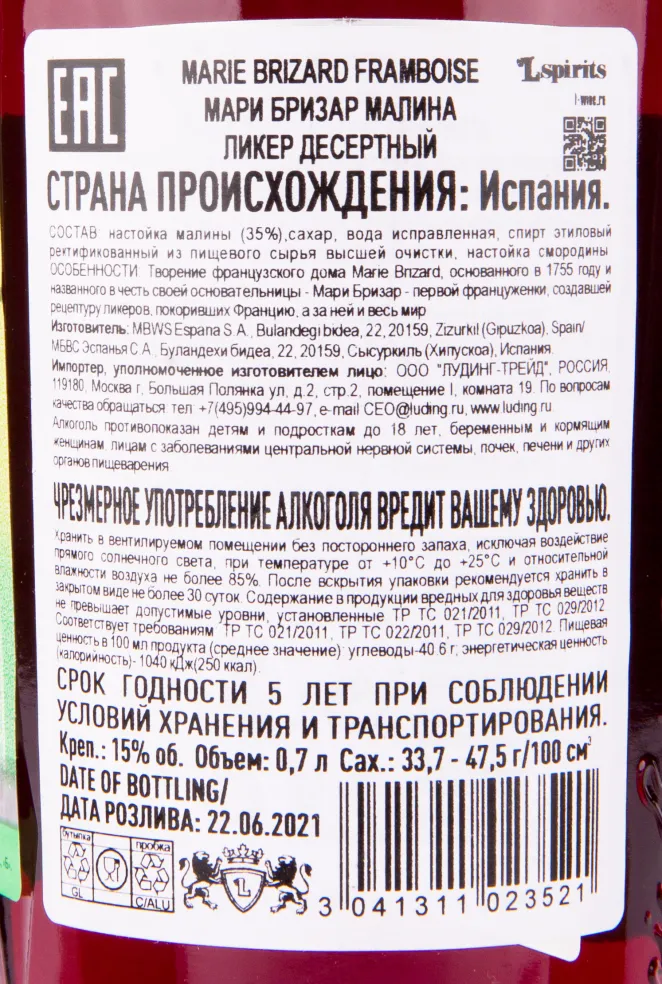 EAC
MARIE BRIZARD FRAMBOISE
Lspirits
l-wine.ru
МАРИ БРИЗАР МАЛИНА
ЛИКЕР ДЕСЕРТНЫЙ
СТРАНА ПРОИСХОЖДЕНИЯ: Испания.
СОСТАВ: настойка малины (35%),сахар, вода исправленная, спирт этиловый
ректификованный из пищевого сырья высшей очистки, настойка смородины
ОСОБЕННОСТИ: Творение французского дома Marie Brizard, основанного в 1755 году и
названного в честь своей основательницы - Мари Бризар - первой француженки, создавшей
рецептуру ликеров, покоривших Францию, а за ней и весь мир
Изготовитель: MBWS Espana S.A., Bulandegi bidea, 22, 20159, Zizurkil (Gipuzkoa), Spain/
МБВС Эспанья С.А., Буландехи бидеа, 22, 20159, Сысуркиль (Хипускоа), Испания.
Импортер, уполномоченное изготовителем лицо: ООО "ЛУДИНГ-ТРЕЙД", РОССИЯ,
119180, Москва г, Большая Полянка ул, д.2, стр.2, помещение I, комната 19. По вопросам
качества обращаться тел. +7(495)994-44-97, e-mail CEO@luding.ru, www.luding.ru
Алкоголь противопоказан детям и подросткам до 18 лет, беременным и кормящим
женщинам, лицам с заболеваниями центральной нервной системы, почек, печени и других
органов пищеварения
ЧРЕЗМЕРНОЕ УПОТРЕБЛЕНИЕ АЛКОГОЛЯ ВРЕДИТ ВАШЕМУ ЗДОРОВЬЮ.
Хранить в вентилируемом помещении без постороннего запаха, исключая воздействие
прямого солнечного света, при температуре от +10°С до +25°С и относительной
влажности воздуха не более 85%. После вскрытия упаковки рекомендуется хранить в
закрытом виде не более 30 суток. Содержание в продукции вредных для здоровья веществ
не превышает допустимые уровни, установленные ТР ТС 021/2011, ТР ТС 029/2012
Соответствует требованиям ТР ТС 021/2011, ТР ТС 022/2011, ТР ТС 029/2012. Пищевая
ценность в 100 мл продукта (среднее значение): углеводы-40.6 г; энергетическая ценность
(калорийность)- 1040 кДж(250 ккал).
СРОК ГОДНОСТИ 5 ЛЕТ ПРИ СОБЛЮДЕНИИ
УСЛОВИЙ ХРАНЕНИЯ И ТРАНСПОРТИРОВАНИЯ.
Креп.: 15% об. Объем: 0,7 л Сах.: 33,7 - 47,5 г/100 см³
DATE OF BOTTLING/
ДАТА РОЗЛИВА: 22.06.2021
бутылка
пробка
GL
C/ALU
L
3 041311 023521